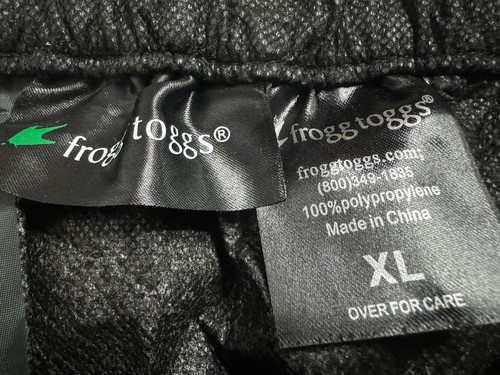 frogg toggs®
frogg toggs®
froggtoggs.com;
(800)349-1835
100%polypropylene
Made in China
XL
OVER FOR CARE